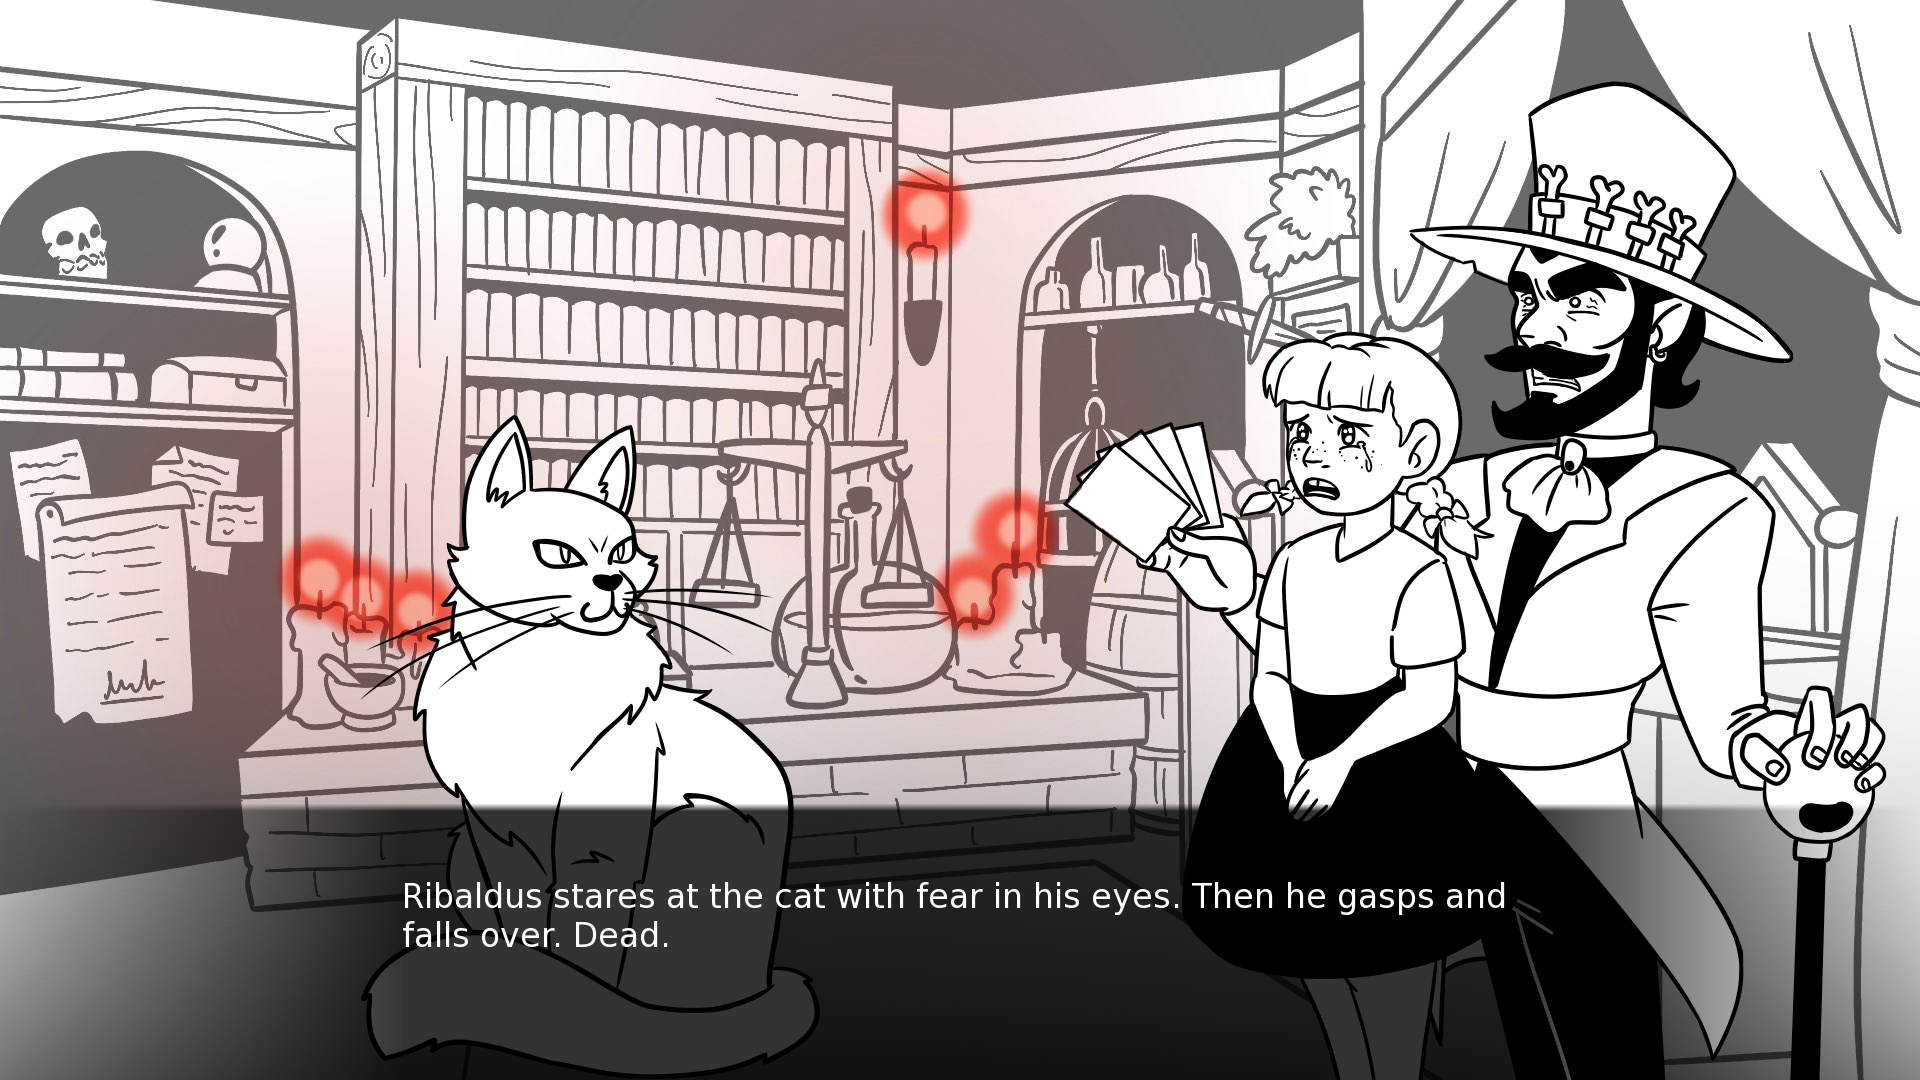 Ribaldus stares at the cat with fear in his eyes. Then he gasps and
falls over. Dead.